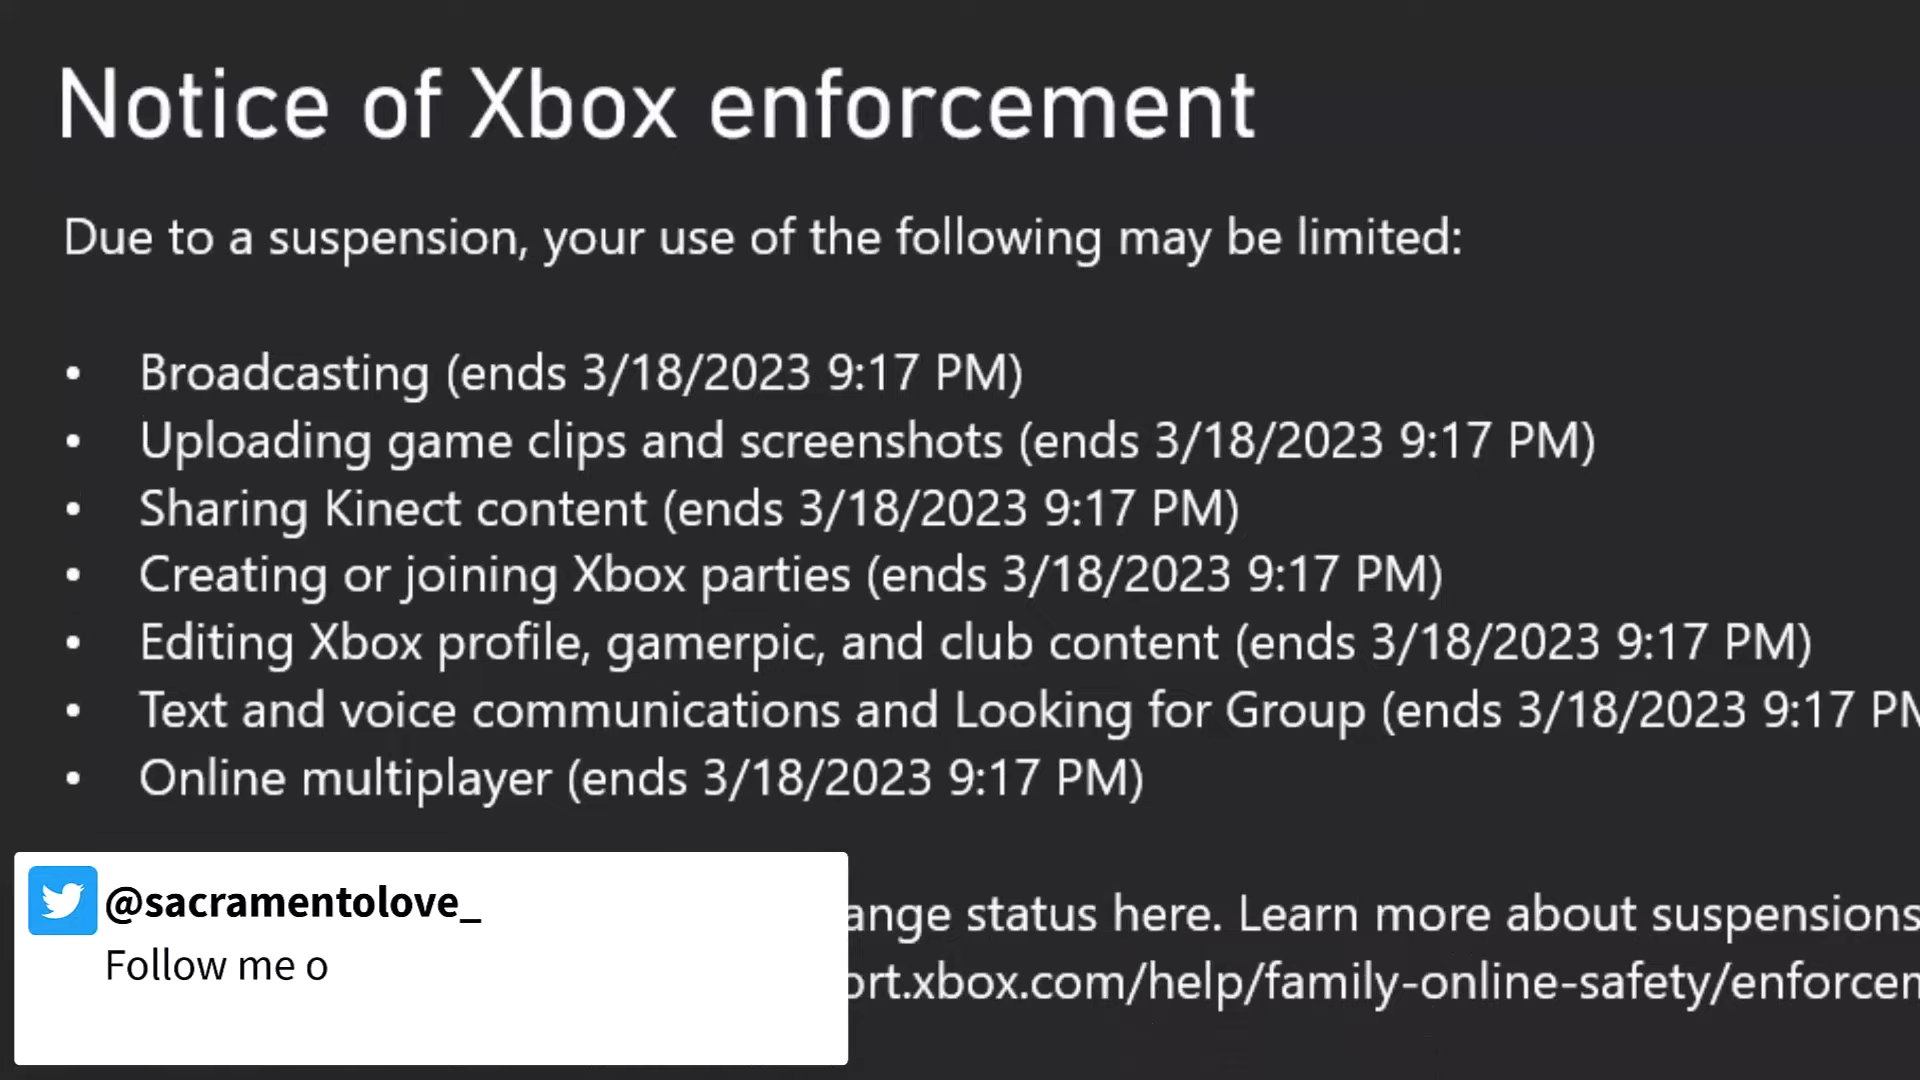 Notice of Xbox enforcement
Due to a suspension, your use of the following may be limited:
• Broadcasting (ends 3/18/2023 9:17 PM)
• Uploading game clips and screenshots (ends 3/18/2023 9:17 PM)
• Sharing Kinect content (ends 3/18/2023 9:17 PM)
• Creating or joining Xbox parties (ends 3/18/2023 9:17 PM)
• Editing Xbox profile, gamerpic, and club content (ends 3/18/2023 9:17 PM)
• Text and voice communications and Looking for Group (ends 3/18/2023 9:17 PM
• Online multiplayer (ends 3/18/2023 9:17 PM)
ange status here. Learn more about suspensions
ort.xbox.com/help/family-online-safety/enforcem
@sacramentolove_
Follow me o